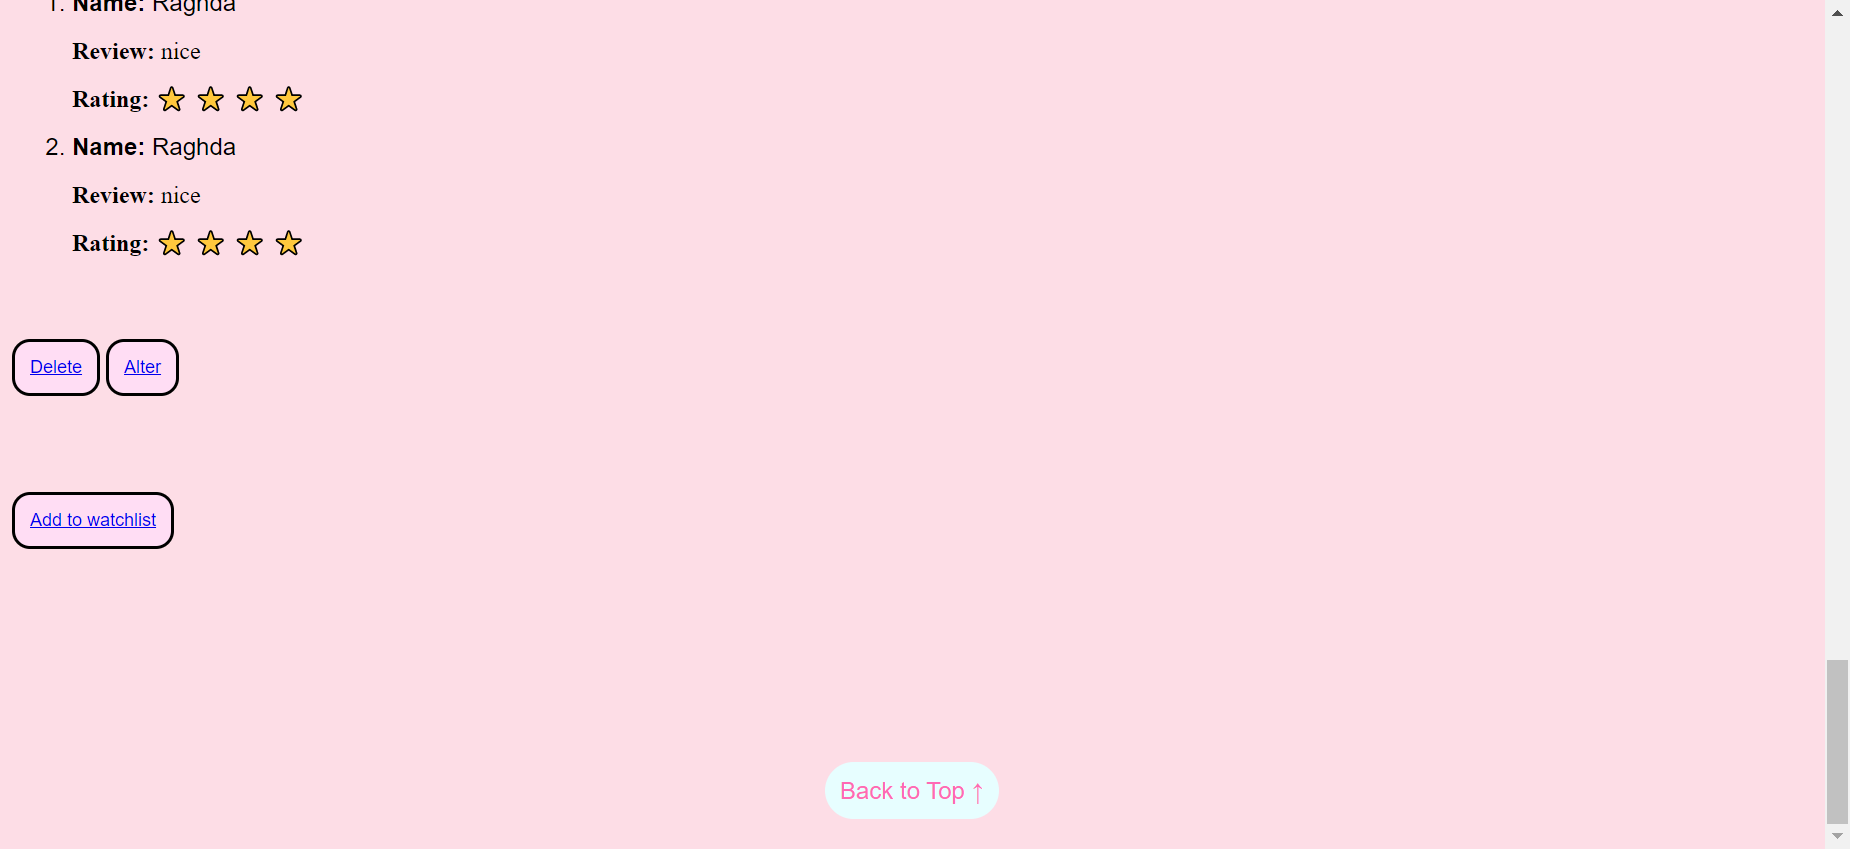 1. Name: Raghda
Review: nice
Rating: ⭐ ⭐ ⭐ ⭐
2. Name: Raghda
Review: nice
Rating: ⭐ ⭐ ⭐ ⭐
Delete Alter
Add to watchlist
Back to Top ↑